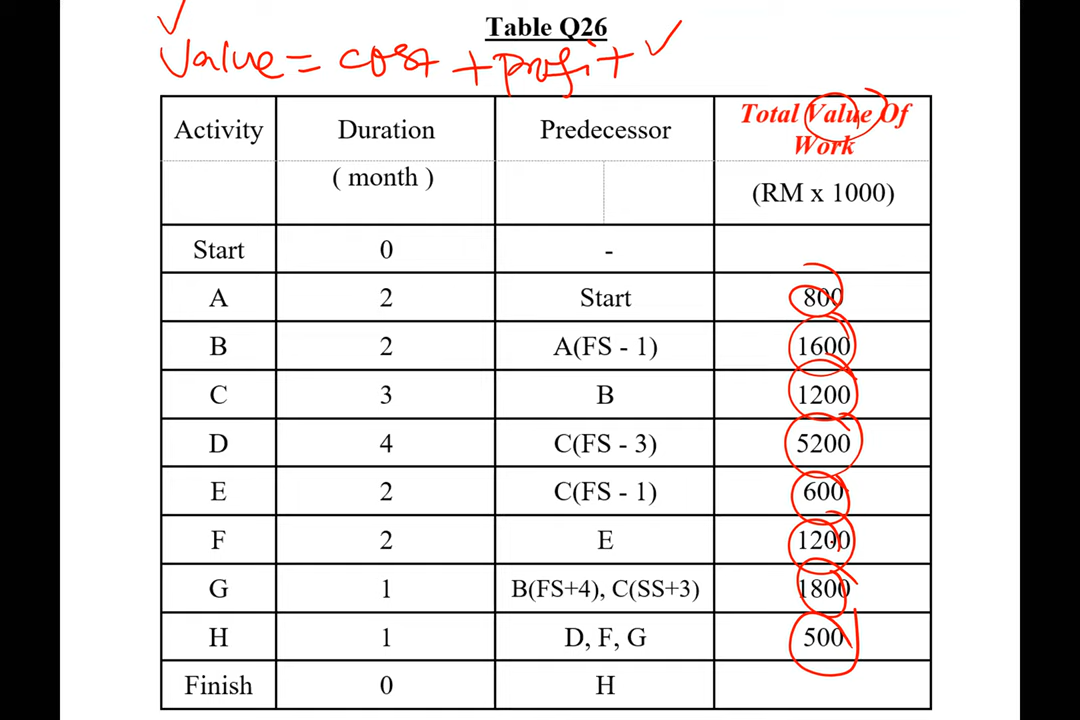 Table Q26
Value = cost + profit
Activity Duration Predecessor Total Value Of
Work
( month ) (RM x 1000)
Start 0 -
A 2 Start 800
B 2 A(FS - 1) 1600
C 3 B 1200
D 4 C(FS - 3) 5200
E 2 C(FS - 1) 600
F 2 E 1200
G 1 B(FS+4), C(SS+3) 1800
H 1 D, F, G 500
Finish 0 H